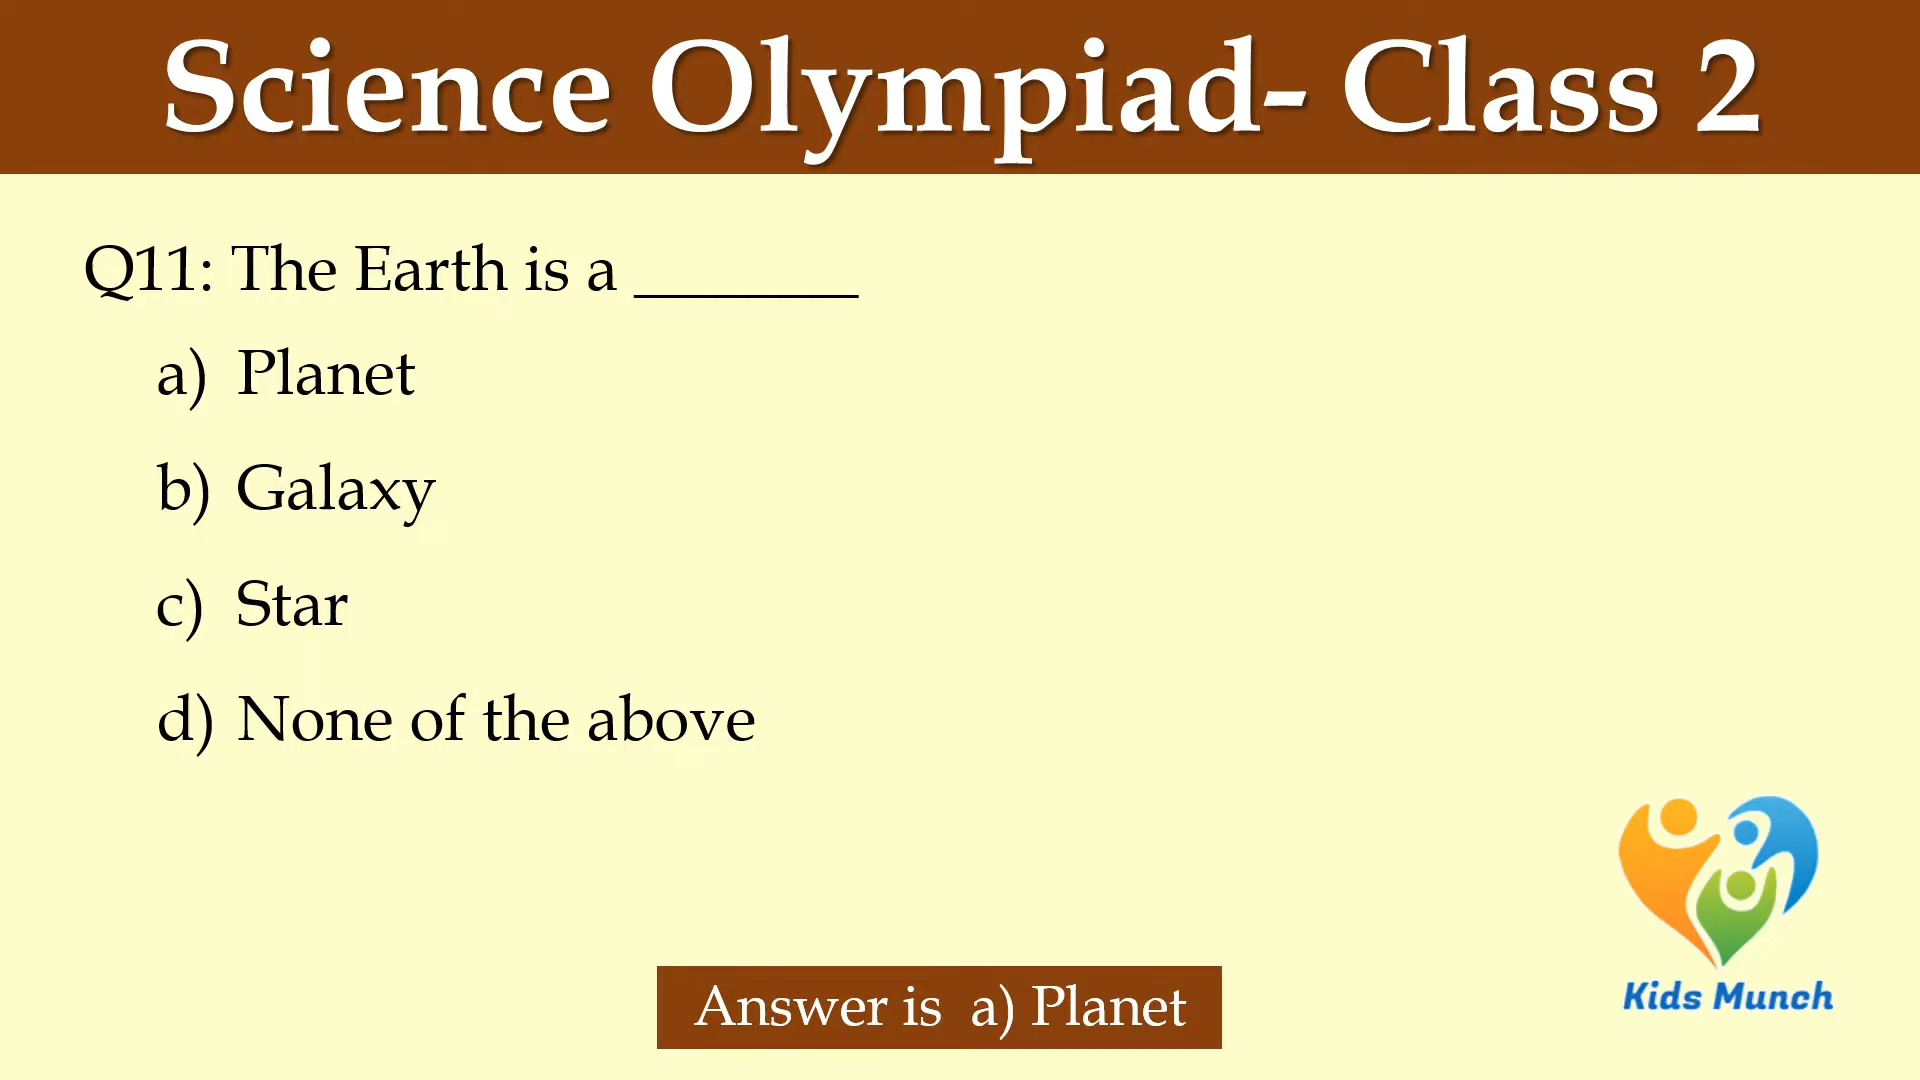 Science Olympiad- Class 2
Q11: The Earth is a _______
a) Planet
b) Galaxy
c) Star
d) None of the above
Kids Munch
Answer is a) Planet